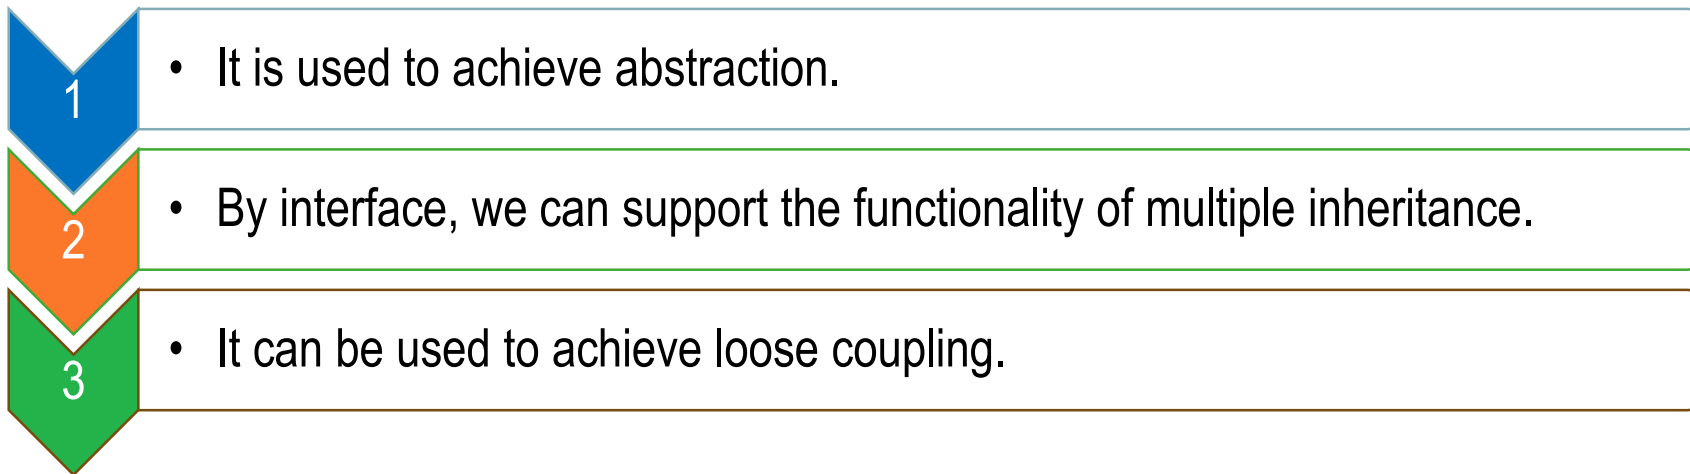 1
• It is used to achieve abstraction.
2
• By interface, we can support the functionality of multiple inheritance.
3
• It can be used to achieve loose coupling.